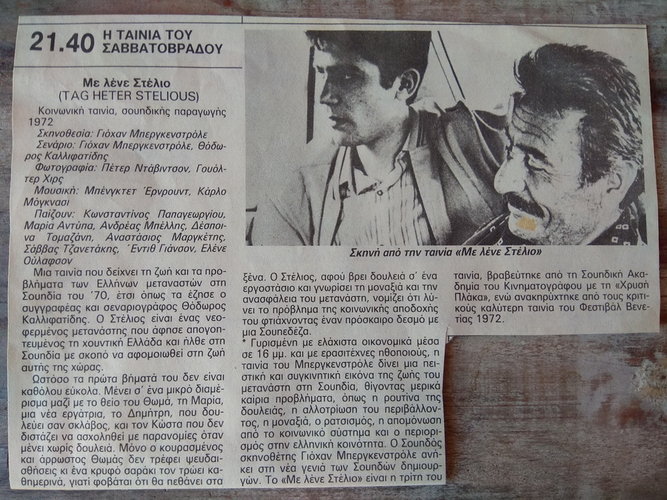 21.40 Η ΤΑΙΝΙΑ ΤΟΥ
ΣΑΒΒΑΤΟΒΡΑΔΟΥ
Με λένε Στέλιο
(TAG HETER STELIOUS)
Κοινωνική ταινία, σουηδικής παραγωγής
1972
Σκηνοθεσία: Γιόχαν Μπεργκενστρόλε
Σενάριο: Γιόχαν Μπεργκενστρόλε, Θόδω-
ρος Καλλιφατίδης
Φωτογραφία: Πέτερ Ντάβιντσον, Γουόλ-
τερ Χιρς
Μουσική: Μπένγκτετ Έρνρουντ, Κάρλο
Μόγκνασι
Παίζουν: Κωνσταντίνος Παπαγεωργίου,
Μαρία Αντύπα, Ανδρέας Μπέλλης, Δέσποι-
να Τομαζάνη, Αναστάσιος Μαργκέτης,
Σάββας Τζανετάκης, Έντιθ Γιάνσον, Ελένε
Ούλαφσον
Μια ταινία που δείχνει τη ζωή και τα προ-
βλήματα των Ελλήνων μεταναστών στη
Σουηδία του '70, έτσι όπως τα έζησε ο
συγγραφέας και σεναριογράφος Θόδωρος
Καλλιφατίδης. Ο Στέλιος είναι ένας νεο-
φερμένος μετανάστης που άφησε απογοη-
τευμένος τη χουντική Ελλάδα και ήλθε στη
Σουηδία με σκοπό να αφομοιωθεί στη ζωή
αυτής της χώρας.
Ωστόσο τα πρώτα βήματά του δεν είναι
καθόλου εύκολα. Μένει σ' ένα μικρό διαμέ-
ρισμα μαζί με το θείο του Θωμά, τη Μαρία,
μια νέα εργάτρια, το Δημήτρη, που δου-
λεύει σαν σκλάβος, και τον Κώστα που δεν
διστάζει να ασχοληθεί με παρανομίες όταν
μένει χωρίς δουλειά. Μόνο ο κουρασμένος
και άρρωστος Θωμάς δεν τρέφει ψευδαι-
σθήσεις κι ένα κρυφό σαράκι τον τρώει κα-
θημερινά, γιατί φοβάται ότι θα πεθάνει στα
Σκηνή από την ταινία «Με λένε Στέλιο»
ξένα. Ο Στέλιος, αφού βρει δουλειά σ' ένα
εργοστάσιο και γνωρίσει τη μοναξιά και την
ανασφάλεια του μετανάστη, νομίζει ότι λύ-
νει το πρόβλημα της κοινωνικής αποδοχής
του φτιάχνοντας έναν πρόσκαιρο δεσμό με
μια Σουηδέζα.
* Γυρισμένη με ελάχιστα οικονομικά μέσα
σε 16 μμ. και με ερασιτέχνες ηθοποιούς, η
ταινία του Μπεργκενστρόλε δίνει μια πει-
στική και συγκινητική εικόνα της ζωής του
μετανάστη στη Σουηδία, θίγοντας μερικά
καίρια προβλήματα, όπως η ρουτίνα της
δουλειάς, η αλλοτρίωση του περιβάλλον-
τος, η μοναξιά, ο ρατσισμός, η απομόνωση
από το κοινωνικό σύστημα και ο περιορι-
σμός στην ελληνική κοινότητα. Ο Σουηδός
σκηνοθέτης Γιόχαν Μπεργκενστρόλε ανή-
κει στη νέα γενιά των Σουηδών δημιουρ-
γών. Το «Με λένε Στέλιο» είναι η τρίτη του
ταινία, βραβεύτηκε από τη Σουηδική Ακα-
δημία του Κινηματογράφου με τη «Χρυσή
Πλάκα», ενώ ανακηρύχτηκε από τους κριτι-
κούς καλύτερη ταινία του Φεστιβάλ Βενε-
τίας 1972.